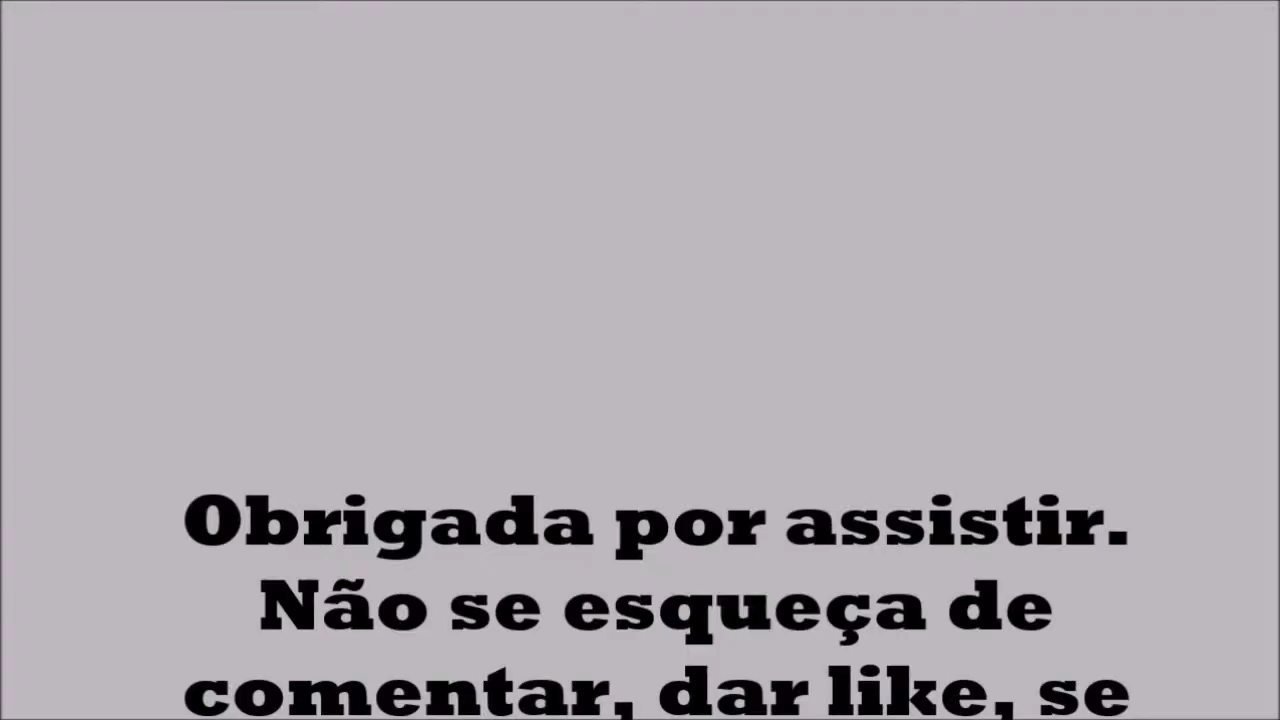 Obrigada por assistir.
Não se esqueça de
comentar, dar like, se